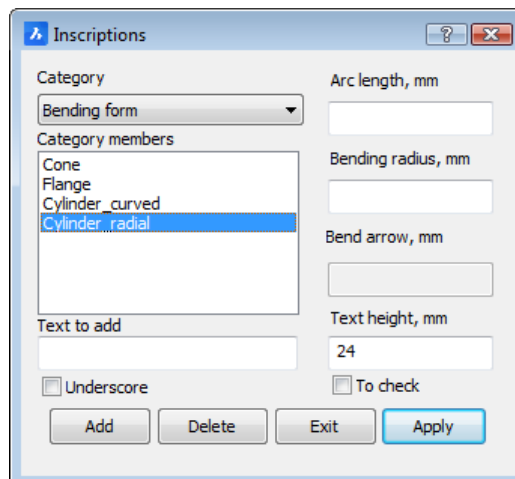 Inscriptions
Category
Bending form
Category members
Cone
Flange
Cylinder_curved
Cylinder_radial
Text to add
Underscore
Arc length, mm
Bending radius, mm
Bend arrow, mm
Text height, mm
24
To check
Add Delete Exit Apply